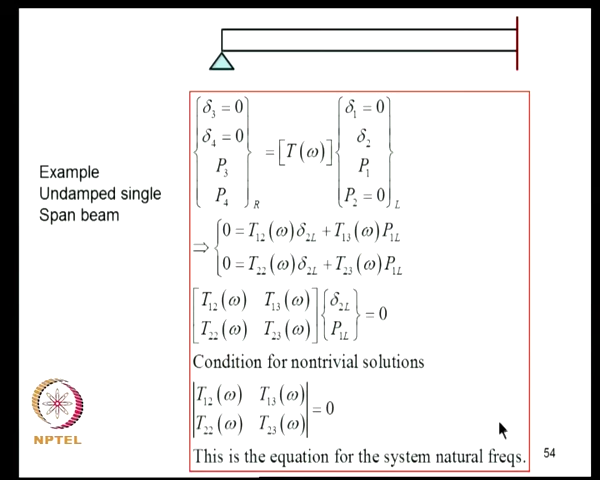 Example
Undamped single
Span beam
{δ₃ = 0, δ₄ = 0, P₃, P₄}_R = [T(ω)] {δ₁ = 0, δ₂, P₁, P₂ = 0}_L
⇒ { 0 = T₁₂(ω)δ₂L + T₁₃(ω)P₁L
0 = T₂₂(ω)δ₂L + T₂₃(ω)P₁L
[T₁₂(ω) T₁₃(ω)
T₂₂(ω) T₂₃(ω)] {δ₂L, P₁L} = 0
Condition for nontrivial solutions
|T₁₂(ω) T₁₃(ω)
T₂₂(ω) T₂₃(ω)| = 0
This is the equation for the system natural freqs.
54
NPTEL